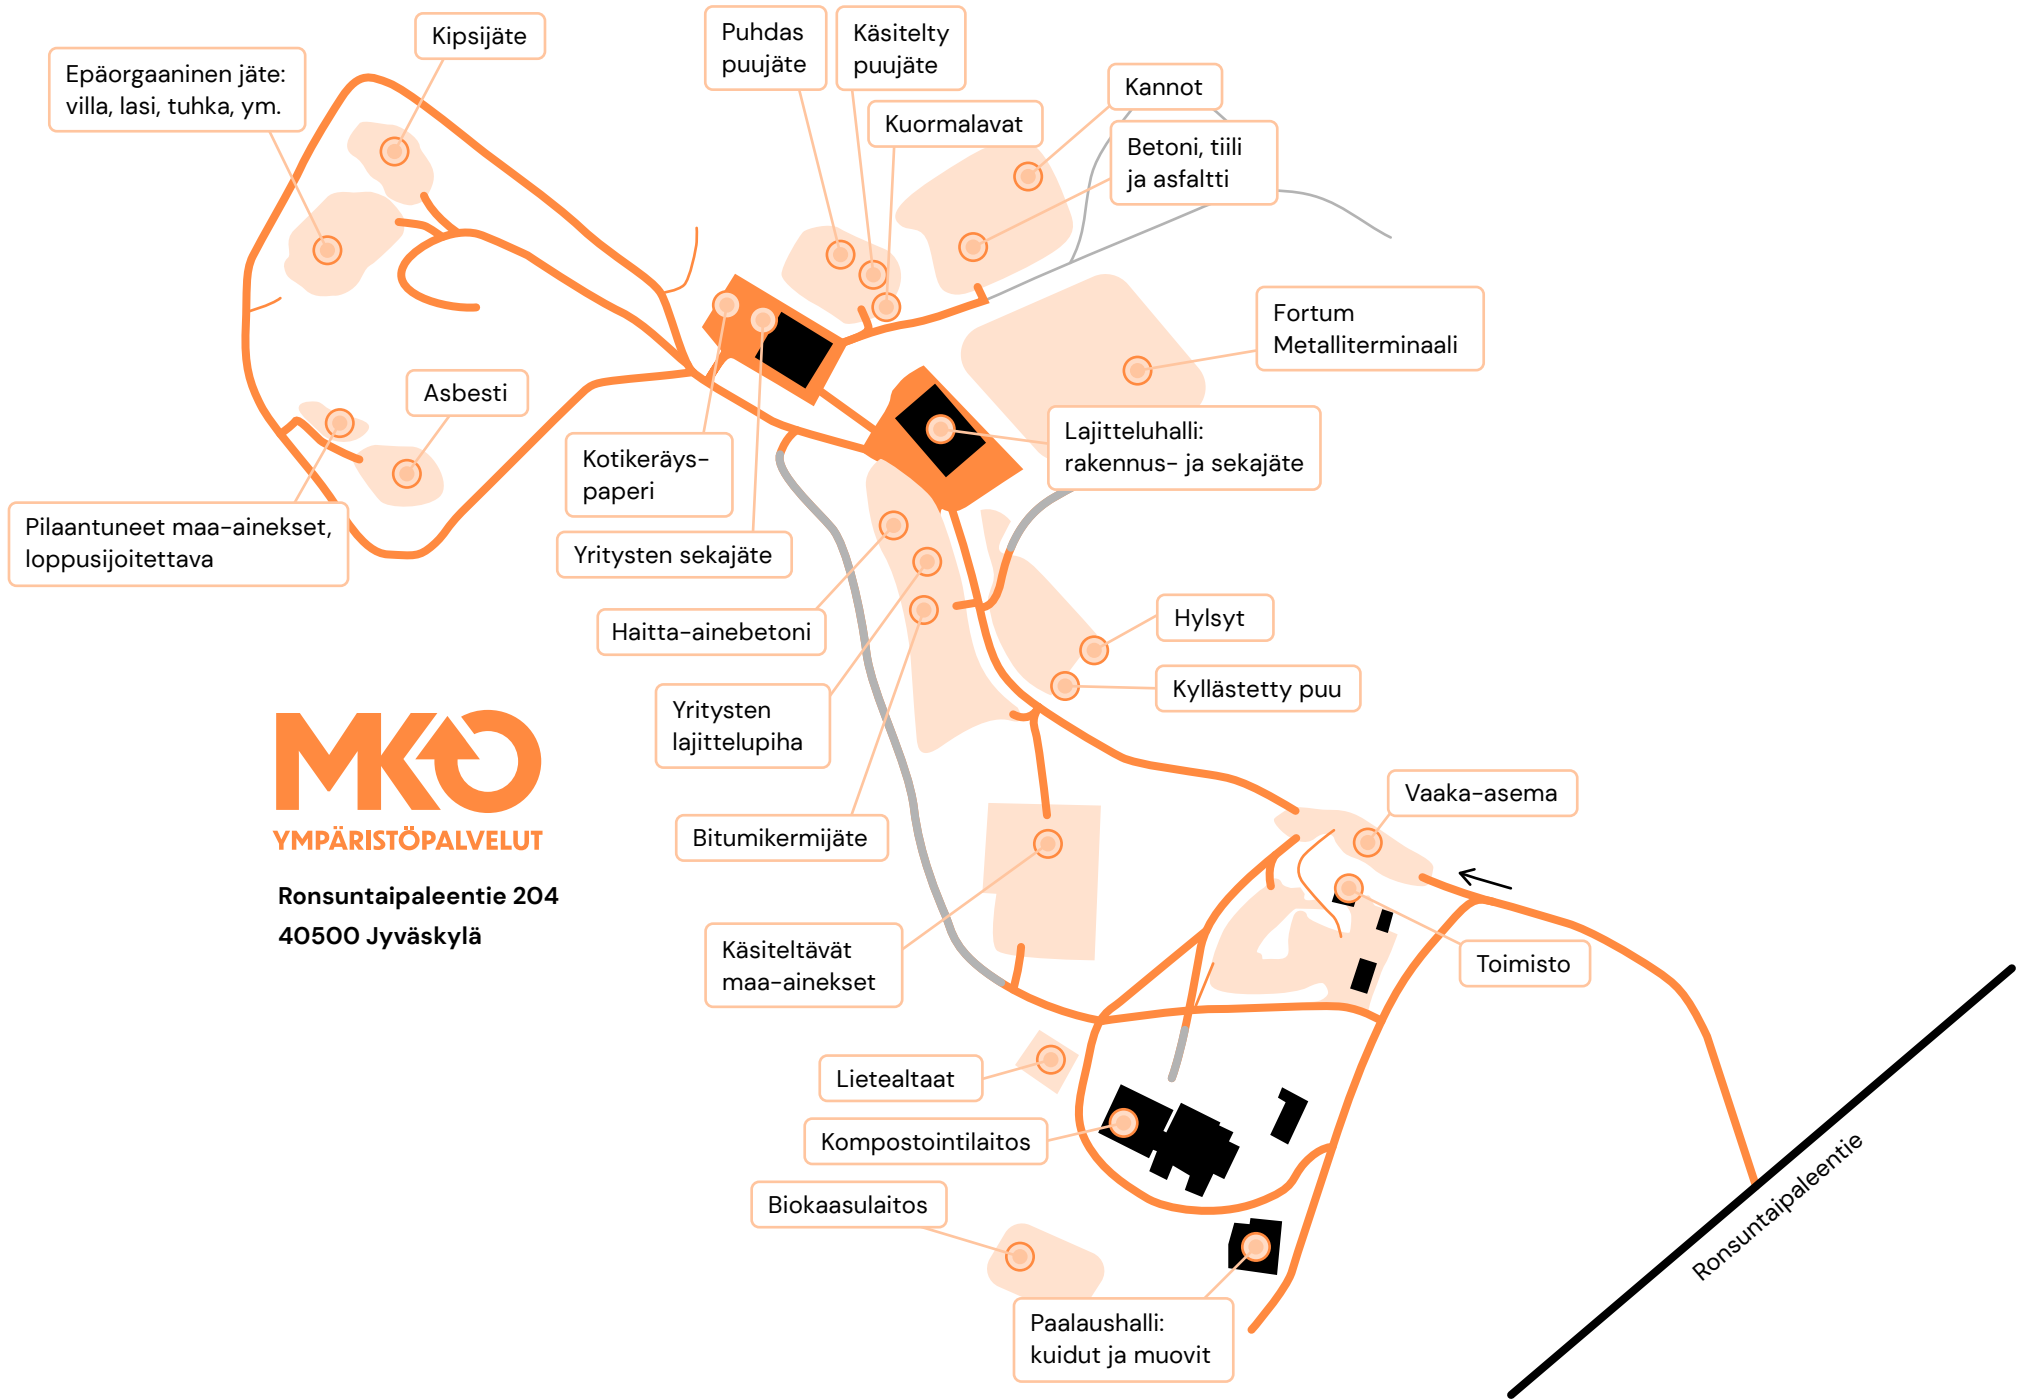 Kipsijäte
Epäorgaaninen jäte:
villa, lasi, tuhka, ym.
Puhdas
puujäte
Käsitelty
puujäte
Kuormalavat
Kannot
Betoni, tiili
ja asfaltti
Fortum
Metalliterminaali
Asbesti
Kotikeräys-
paperi
Lajitteluhalli:
rakennus- ja sekajäte
Pilaantuneet maa-ainekset,
loppusijoitettava
Yritysten sekajäte
Haitta-ainebetoni
Hylsyt
Kyllästetty puu
Yritysten
lajittelupiha
Bitumikermijäte
Vaaka-asema
MKO
YMPÄRISTÖPALVELUT
Ronsuntaipaleentie 204
40500 Jyväskylä
Käsiteltävät
maa-ainekset
Toimisto
Lietealtaat
Kompostointilaitos
Biokaasulaitos
Paalaushalli:
kuidut ja muovit
Ronsuntaipaleentie